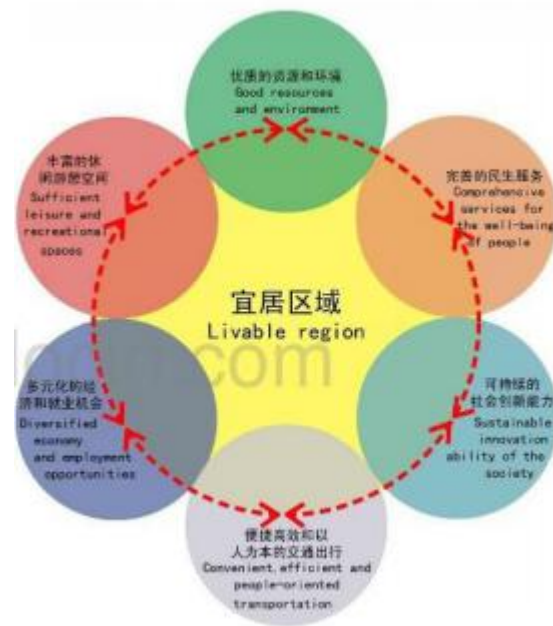 优质的资源和环境
Good resources
and environment
丰富的休
闲游憩空间
Sufficient
leisure and
recreational
spaces
完善的民生服务
Comprehensive
services for
the well-being
of people
宜居区域
Livable region
多元化的经
济和就业机会
Diversified
economy
and employment
opportunities
可持续的
社会创新能力
Sustainable
innovation
ability of the
society
便捷高效和以
人为本的交通出行
Convenient,efficient and
people-oriented
transportation